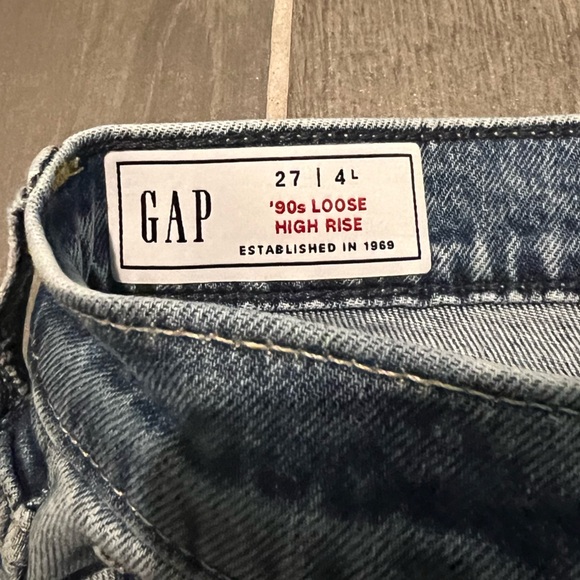 GAP
27 | 4L
'90s LOOSE
HIGH RISE
ESTABLISHED IN 1969